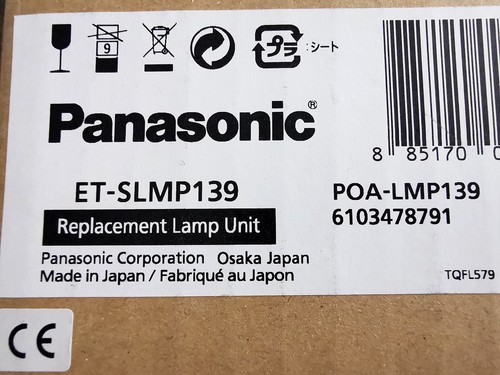 9
プラ : シート
Panasonic®
8 85170 0
ET-SLMP139
POA-LMP139
Replacement Lamp Unit
6103478791
Panasonic Corporation Osaka Japan
Made in Japan / Fabriqué au Japon
TQFL579
CE